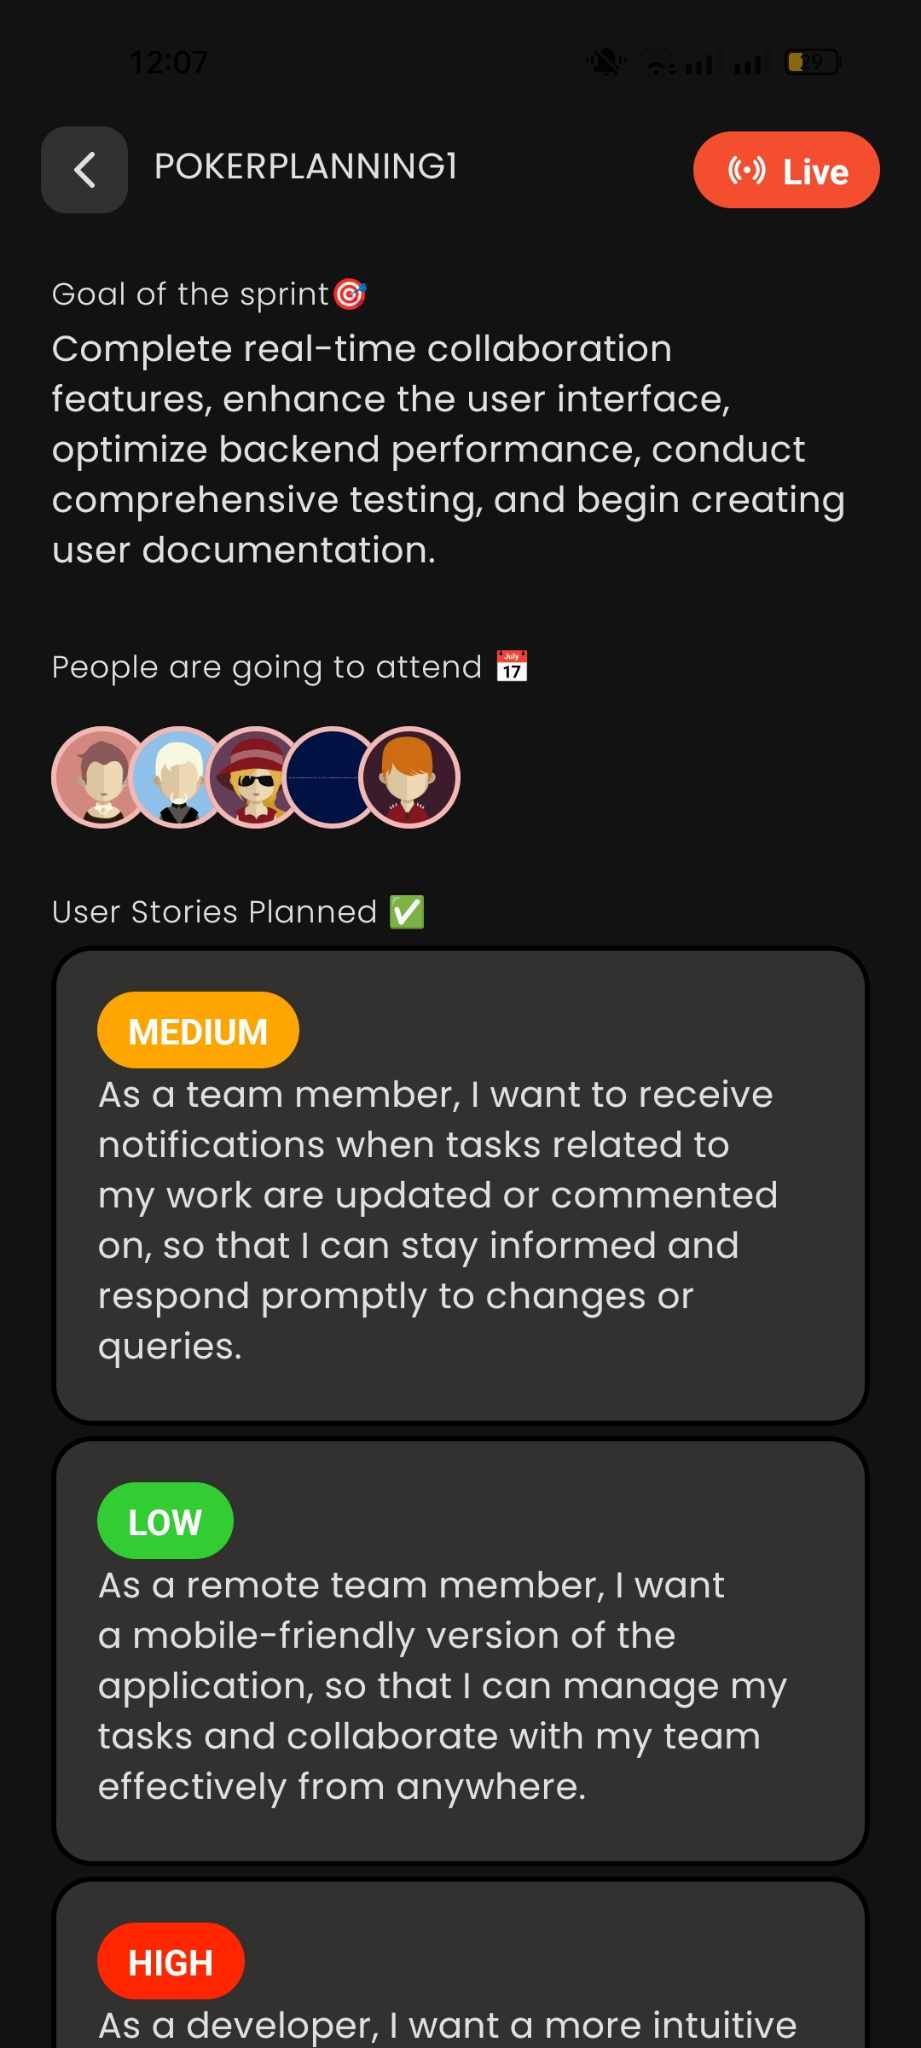 12:07
29
POKERPLANNING1
Live
Goal of the sprint🎯
Complete real-time collaboration
features, enhance the user interface,
optimize backend performance, conduct
comprehensive testing, and begin creating
user documentation.
People are going to attend 📅
July
17
User Stories Planned ✅
MEDIUM
As a team member, I want to receive
notifications when tasks related to
my work are updated or commented
on, so that I can stay informed and
respond promptly to changes or
queries.
LOW
As a remote team member, I want
a mobile-friendly version of the
application, so that I can manage my
tasks and collaborate with my team
effectively from anywhere.
HIGH
As a developer, I want a more intuitive